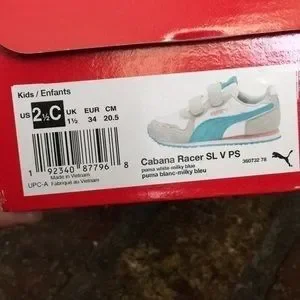 Kids / Enfants
US 2½C UK EUR CM
1½ 34 20.5
1 92340 87796 8
Made in Vietnam
UPC-A Fabriqué au Vietnam
Cabana Racer SL V PS
puma white-milky blue 360732 78
puma blanc-milky bleu